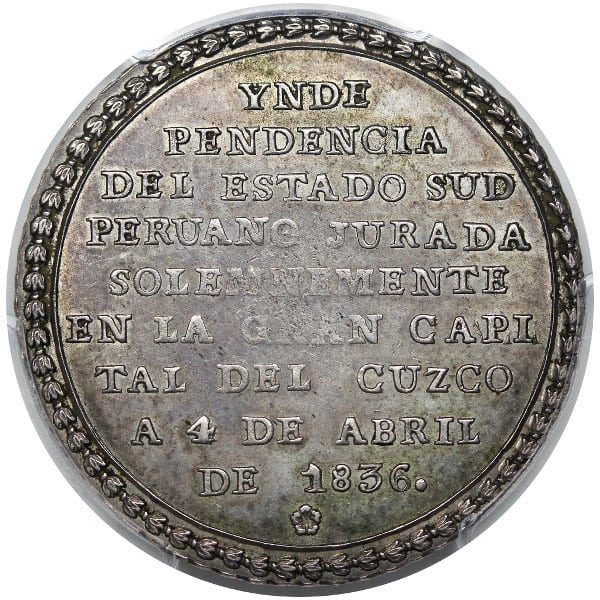 YNDE
PENDENCIA
DEL ESTADO SUD
PERUANO JURADA
SOLEMNEMENTE
EN LA GRAN CAPI
TAL DEL CUZCO
A 4 DE ABRIL
DE 1836.